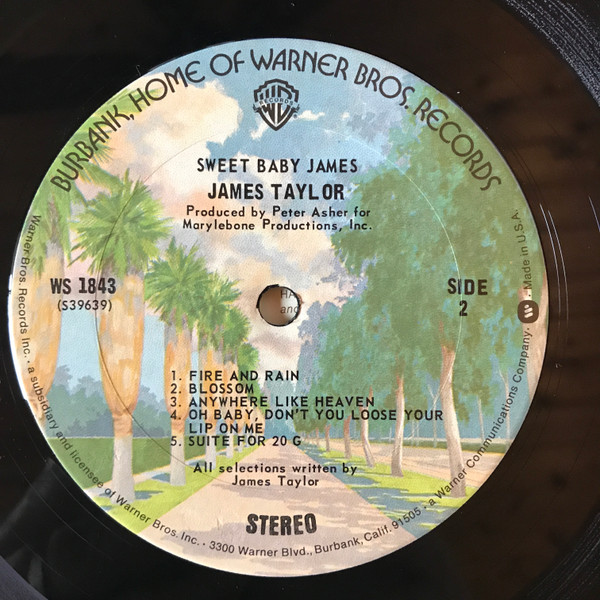 BURBANK, HOME OF WARNER BROS. RECORDS
RECORDS
SWEET BABY JAMES
JAMES TAYLOR
Produced by Peter Asher for
Marylebone Productions, Inc.
WS 1843
(S39639)
SIDE
2
1. FIRE AND RAIN
2. BLOSSOM
3. ANYWHERE LIKE HEAVEN
4. OH BABY, DON'T YOU LOOSE YOUR
LIP ON ME
5. SUITE FOR 20 G
All selections written by
James Taylor
STEREO
Warner Bros. Records Inc. • a subsidiary and licensee of Warner Bros. Inc. • 3300 Warner Blvd., Burbank, Calif. 91505 • a Warner Communications Company • Made in U.S.A.